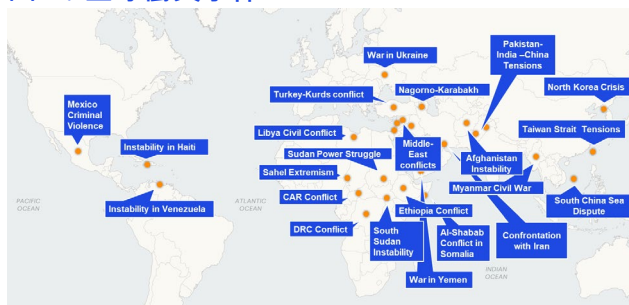 War in Ukraine
Pakistan-
India –China
Tensions
Turkey-Kurds conflict
Nagorno-Karabakh
North Korea Crisis
Mexico
Criminal
Violence
Libya Civil Conflict
Taiwan Strait Tensions
Instability in Haiti
Middle-
East
conflicts
Sudan Power Struggle
Afghanistan
Instability
Sahel Extremism
Myanmar Civil War
PACIFIC
OCEAN
ATLANTIC
OCEAN
CAR Conflict
South China Sea
Dispute
Instability in Venezuela
Ethiopia Conflict
DRC Conflict
South
Sudan
Instability
Al-Shabab
Conflict in
Somalia
Confrontation
with Iran
INDIAN
OCEAN
War in Yemen